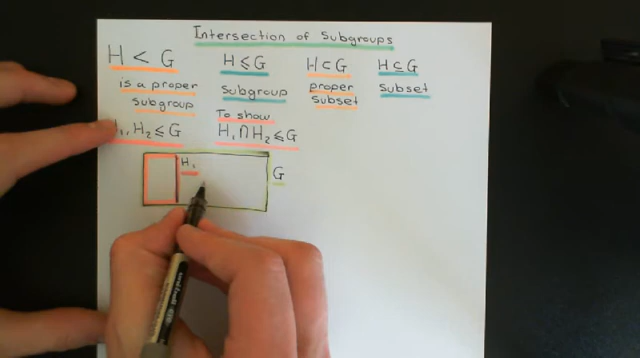 Intersection of Subgroups
H < G H ≤ G H ⊂ G H ⊆ G
is a proper subgroup subgroup proper subset subset
To show
H₁, H₂ ≤ G H₁ ∩ H₂ ≤ G
H₁
G